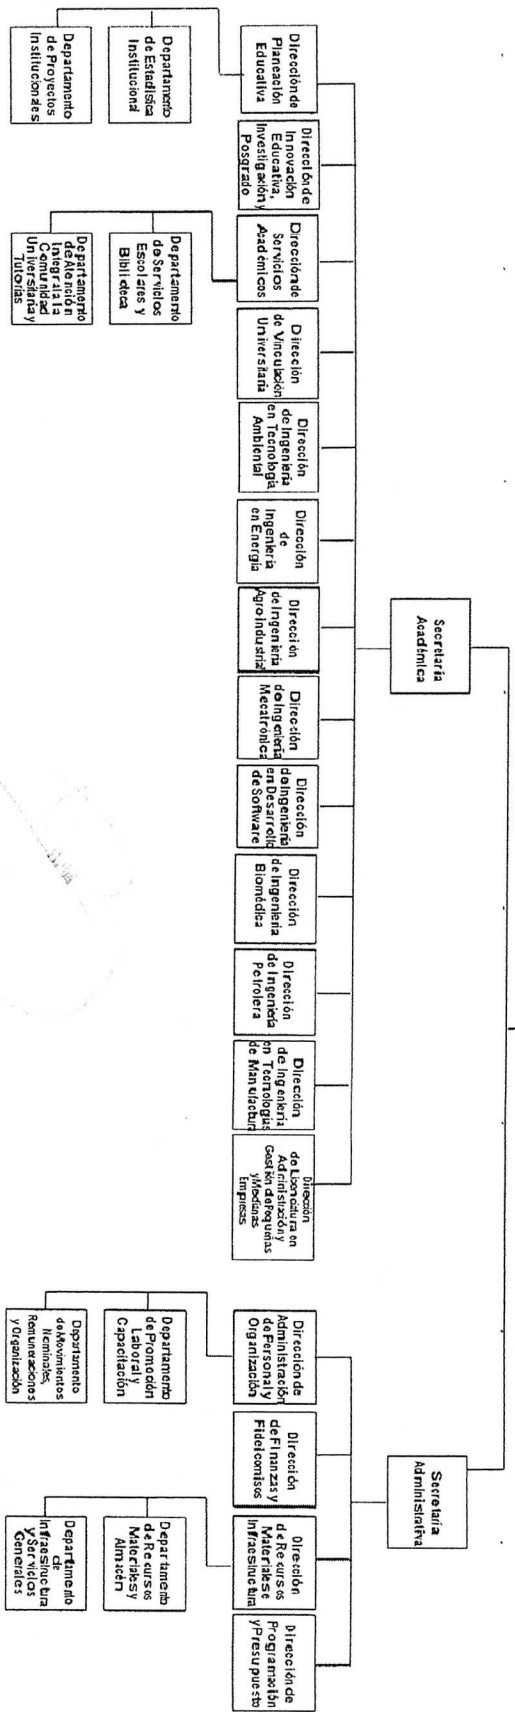 Secretaría
Académica
Secretaría
Administrativa
Dirección de
Planeación
Educativa
Dirección de
Innovación
Educativa,
Investigación y
Posgrado
Dirección de
Servicios
Académicos
Dirección
de Vinculación
Universitaria
Dirección
de Ingeniería
en Tecnología
Ambiental
Dirección
de
Ingeniería
en Energía
Dirección
de Ingeniería
Agroindustrial
Dirección
de Ingeniería
Mecatrónica
Dirección
de Ingeniería
en Desarrollo
de Software
Dirección
de Ingeniería
Biomédica
Dirección
de Ingeniería
Petrolera
Dirección
de Ingeniería
en Tecnologías
de Manufactura
Dirección
de Licenciatura en
Administración y
Gestión de Pequeñas
y Medianas
Empresas
Dirección de
Administración
de Personal y
Organización
Dirección
de Finanzas y
Fideicomisos
Dirección
de Recursos
Materiales e
Infraestructura
Dirección de
Programación
y Presupuesto
Departamento
de Estadística
Institucional
Departamento
de Proyectos
Institucionales
Departamento
de Servicios
Escolares y
Biblioteca
Departamento
de Atención
Integral a la
Comunidad
Universitaria y
Tutorías
Departamento
de Promoción
Laboral y
Capacitación
Departamento
de Movimientos
Nominales,
Remuneraciones
y Organización
Departamento
de Recursos
Materiales y
Almacén
Departamento
de
Infraestructura
y Servicios
Generales